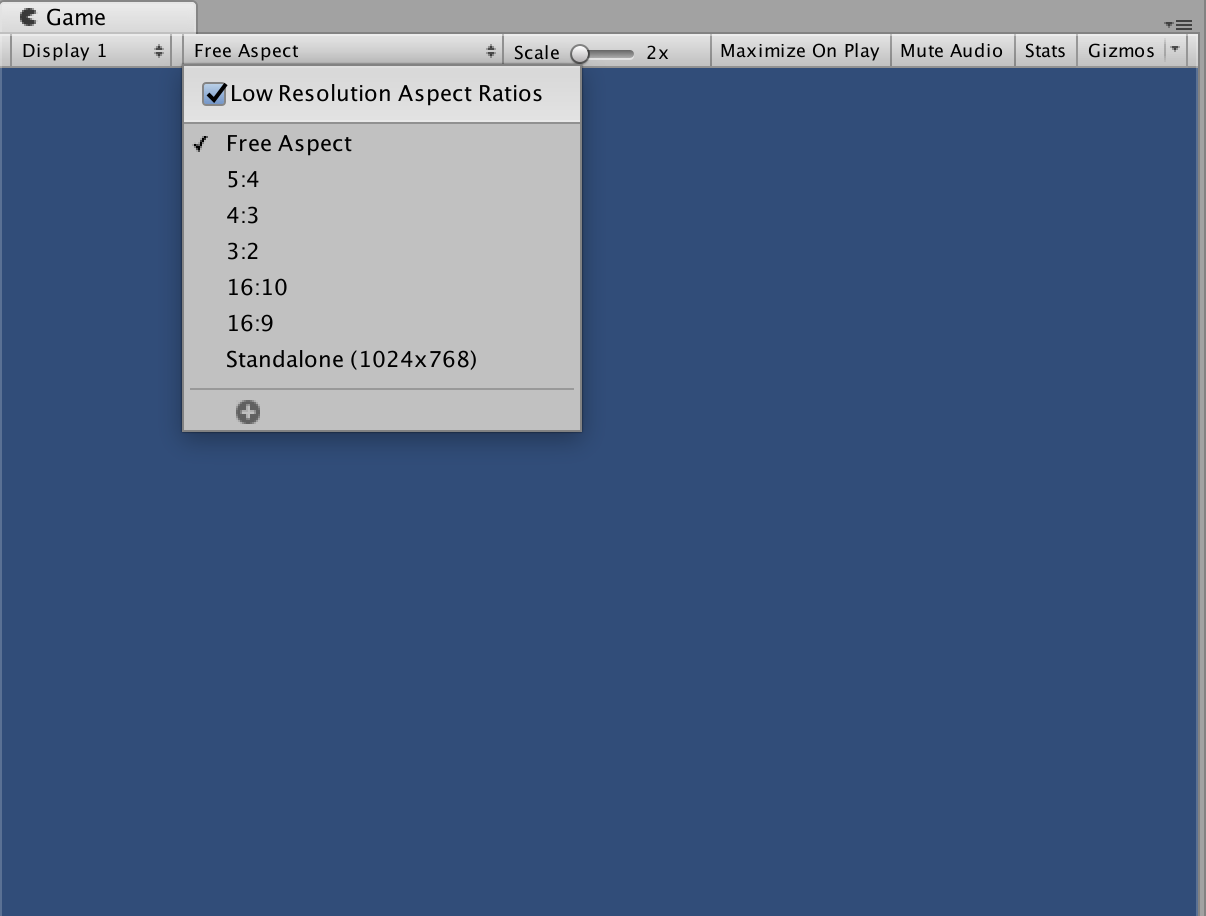 Game
Display 1 Free Aspect Scale 2x Maximize On Play Mute Audio Stats Gizmos
Low Resolution Aspect Ratios
Free Aspect
5:4
4:3
3:2
16:10
16:9
Standalone (1024x768)